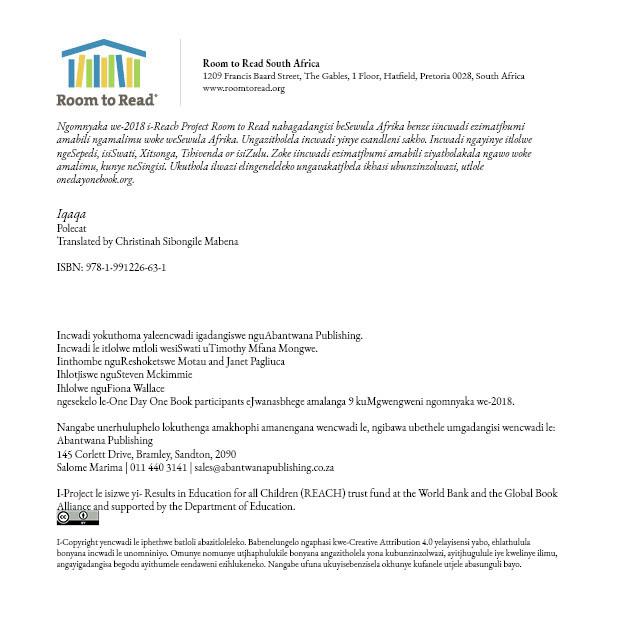 Room to Read®
Room to Read South Africa
1209 Francis Baard Street, The Gables, 1 Floor, Hatfield, Pretoria 0028, South Africa
www.roomtoread.org
Ngomnyaka we-2018 i-Reach Project Room to Read nabagadangisi beSewula Afrika benze iincwadi ezimatjhumi
amabili ngamalimu woke weSewula Afrika. Ungazitholela incwadi yinye esandleni sakho. Incwadi ngayinye itlolwe
ngeSepedi, isiSwati, Xitsonga, Tshivenda or isiZulu. Zoke iincwadi ezimatjhumi amabili ziyatholakala ngawo woke
amalimu, kunye neSingisi. Ukuthola ilwazi elingeneleleko ungavakatjhela ikhasi ubunzinzolwazi, utlole
onedayonebook.org.
Iqaqa
Polecat
Translated by Christinah Sibongile Mabena
ISBN: 978-1-991226-63-1
Incwadi yokuthoma yaleencwadi igadangiswe nguAbantwana Publishing.
Incwadi le itlolwe mtloli wesiSwati uTimothy Mfana Mongwe.
Iinthombe nguReshoketswe Motau and Janet Pagliuca
Ihlotjiswe nguSteven Mckimmie
Ihlolwe nguFiona Wallace
ngesekelo le-One Day One Book participants eJwanasbhege amalanga 9 kuMgwengweni ngomnyaka we-2018.
Nangabe unerhuluphelo lokuthenga amakhophi amanengana wencwadi le, ngibawa ubethele umgadangisi wencwadi le:
Abantwana Publishing
145 Corlett Drive, Bramley, Sandton, 2090
Salome Marima | 011 440 3141 | sales@abantwanapublishing.co.za
I-Project le isizwe yi- Results in Education for all Children (REACH) trust fund at the World Bank and the Global Book
Alliance and supported by the Department of Education.
cc BY
I-Copyright yencwadi le iphethwe batloli abazitloleleko. Babenelungelo ngaphasi kwe-Creative Attribution 4.0 yelayisensi yabo, ehlathulula
bonyana incwadi le unomniniyo. Omunye nomunye utjhaphulukile bonyana angazitholela yona kubunzinzolwazi, ayitjhugulule iye kwelinye ilimu,
angayigadangisa begodu ayithumele eendaweni ezihlukeneko. Nangabe ufuna ukuyisebenzisela okhunye kufanele utjele abasunguli bayo.